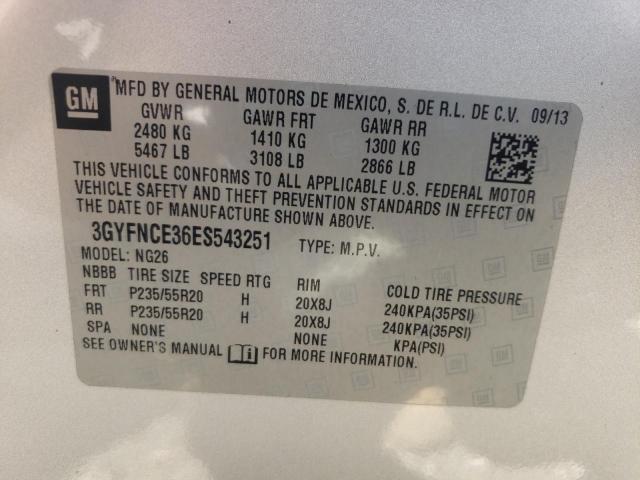 GM
MFD BY GENERAL MOTORS DE MEXICO, S. DE R.L. DE C.V. 09/13
GVWR GAWR FRT GAWR RR
2480 KG 1410 KG 1300 KG
5467 LB 3108 LB 2866 LB
THIS VEHICLE CONFORMS TO ALL APPLICABLE U.S. FEDERAL MOTOR
VEHICLE SAFETY AND THEFT PREVENTION STANDARDS IN EFFECT ON
THE DATE OF MANUFACTURE SHOWN ABOVE.
3GYFNCE36ES543251 TYPE: M.P.V.
MODEL: NG26
NBBB TIRE SIZE SPEED RTG RIM COLD TIRE PRESSURE
FRT P235/55R20 H 20X8J 240KPA(35PSI)
RR P235/55R20 H 20X8J 240KPA(35PSI)
SPA NONE NONE KPA(PSI)
SEE OWNER'S MANUAL FOR MORE INFORMATION.